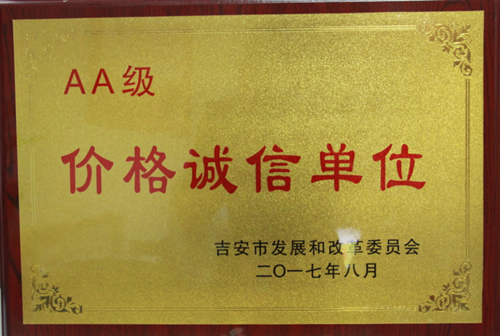 AA级
价格诚信单位
吉安市发展和改革委员会
二〇一七年八月